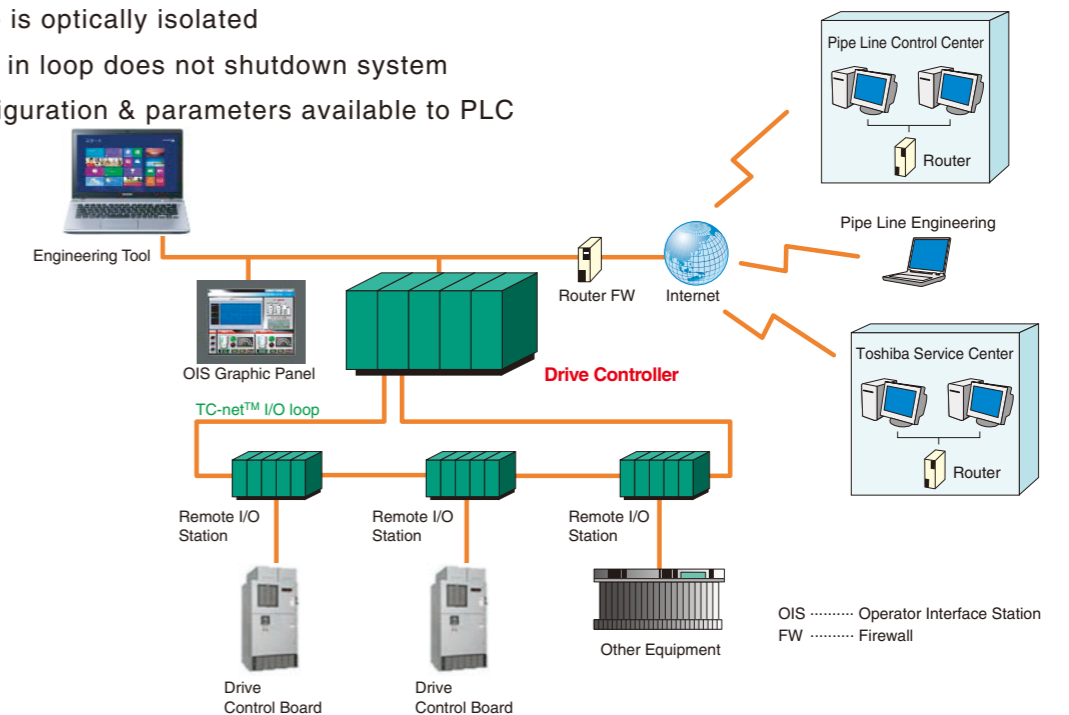 is optically isolated
in loop does not shutdown system
iguration & parameters available to PLC
Pipe Line Control Center
Router
Engineering Tool
OIS Graphic Panel
Router FW
Internet
Pipe Line Engineering
Drive Controller
Toshiba Service Center
Router
TC-net™ I/O loop
Remote I/O
Station
Remote I/O
Station
Remote I/O
Station
Drive
Control Board
Drive
Control Board
Other Equipment
OIS ·········· Operator Interface Station
FW ·········· Firewall